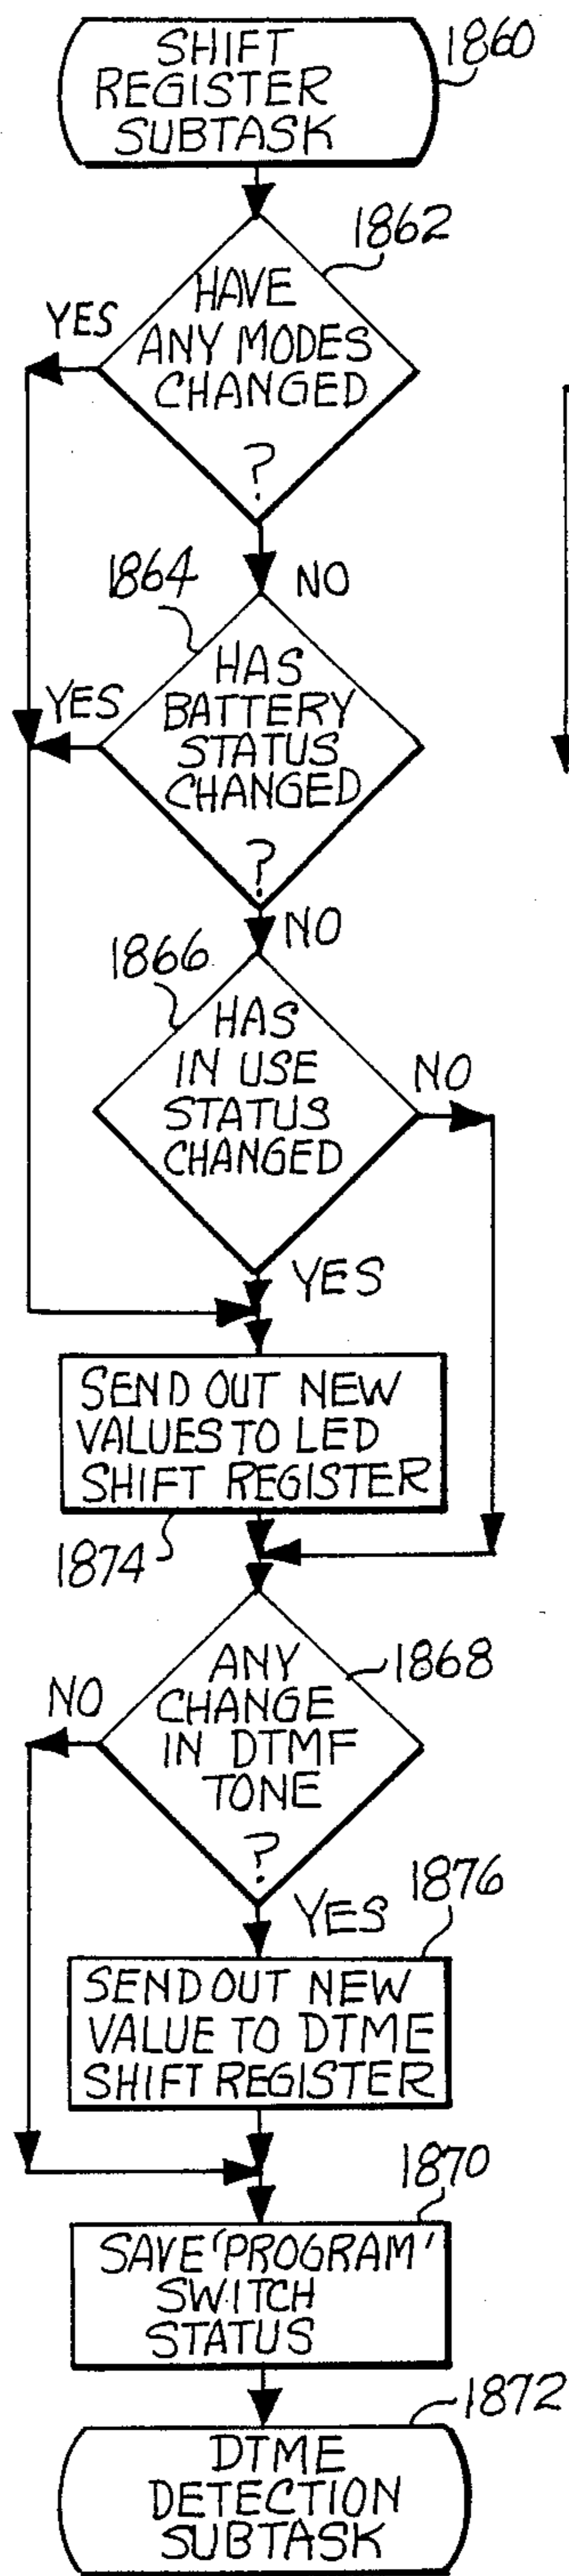 SHIFT
REGISTER
SUBTASK
1860
1862
HAVE
ANY MODES
CHANGED
?
YES
NO
1864
HAS
BATTERY
STATUS
CHANGED
?
YES
NO
1866
HAS
IN USE
STATUS
CHANGED
NO
YES
SEND OUT NEW
VALUES TO LED
SHIFT REGISTER
1874
1868
ANY
CHANGE
IN DTMF
TONE
?
NO
YES
1876
SEND OUT NEW
VALUE TO DTME
SHIFT REGISTER
1870
SAVE 'PROGRAM'
SWITCH
STATUS
1872
DTME
DETECTION
SUBTASK